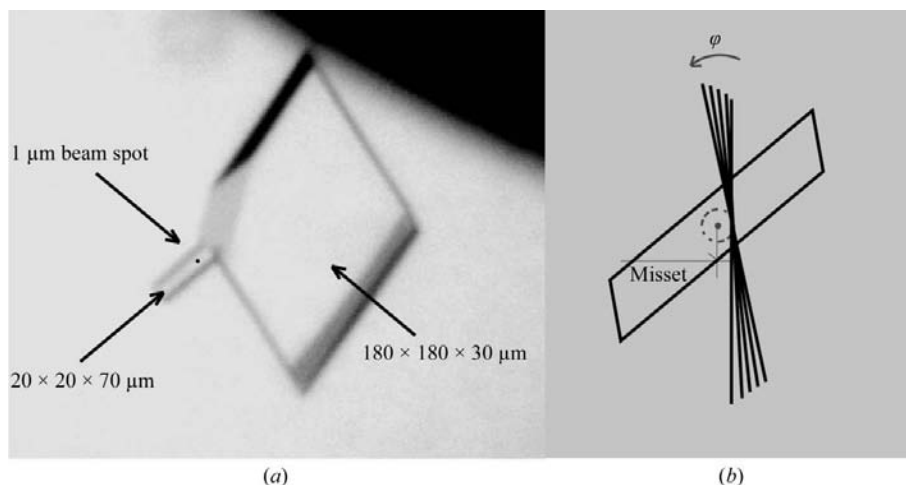 1 µm beam spot
20 × 20 × 70 µm
180 × 180 × 30 µm
φ
Misset
(a)
(b)